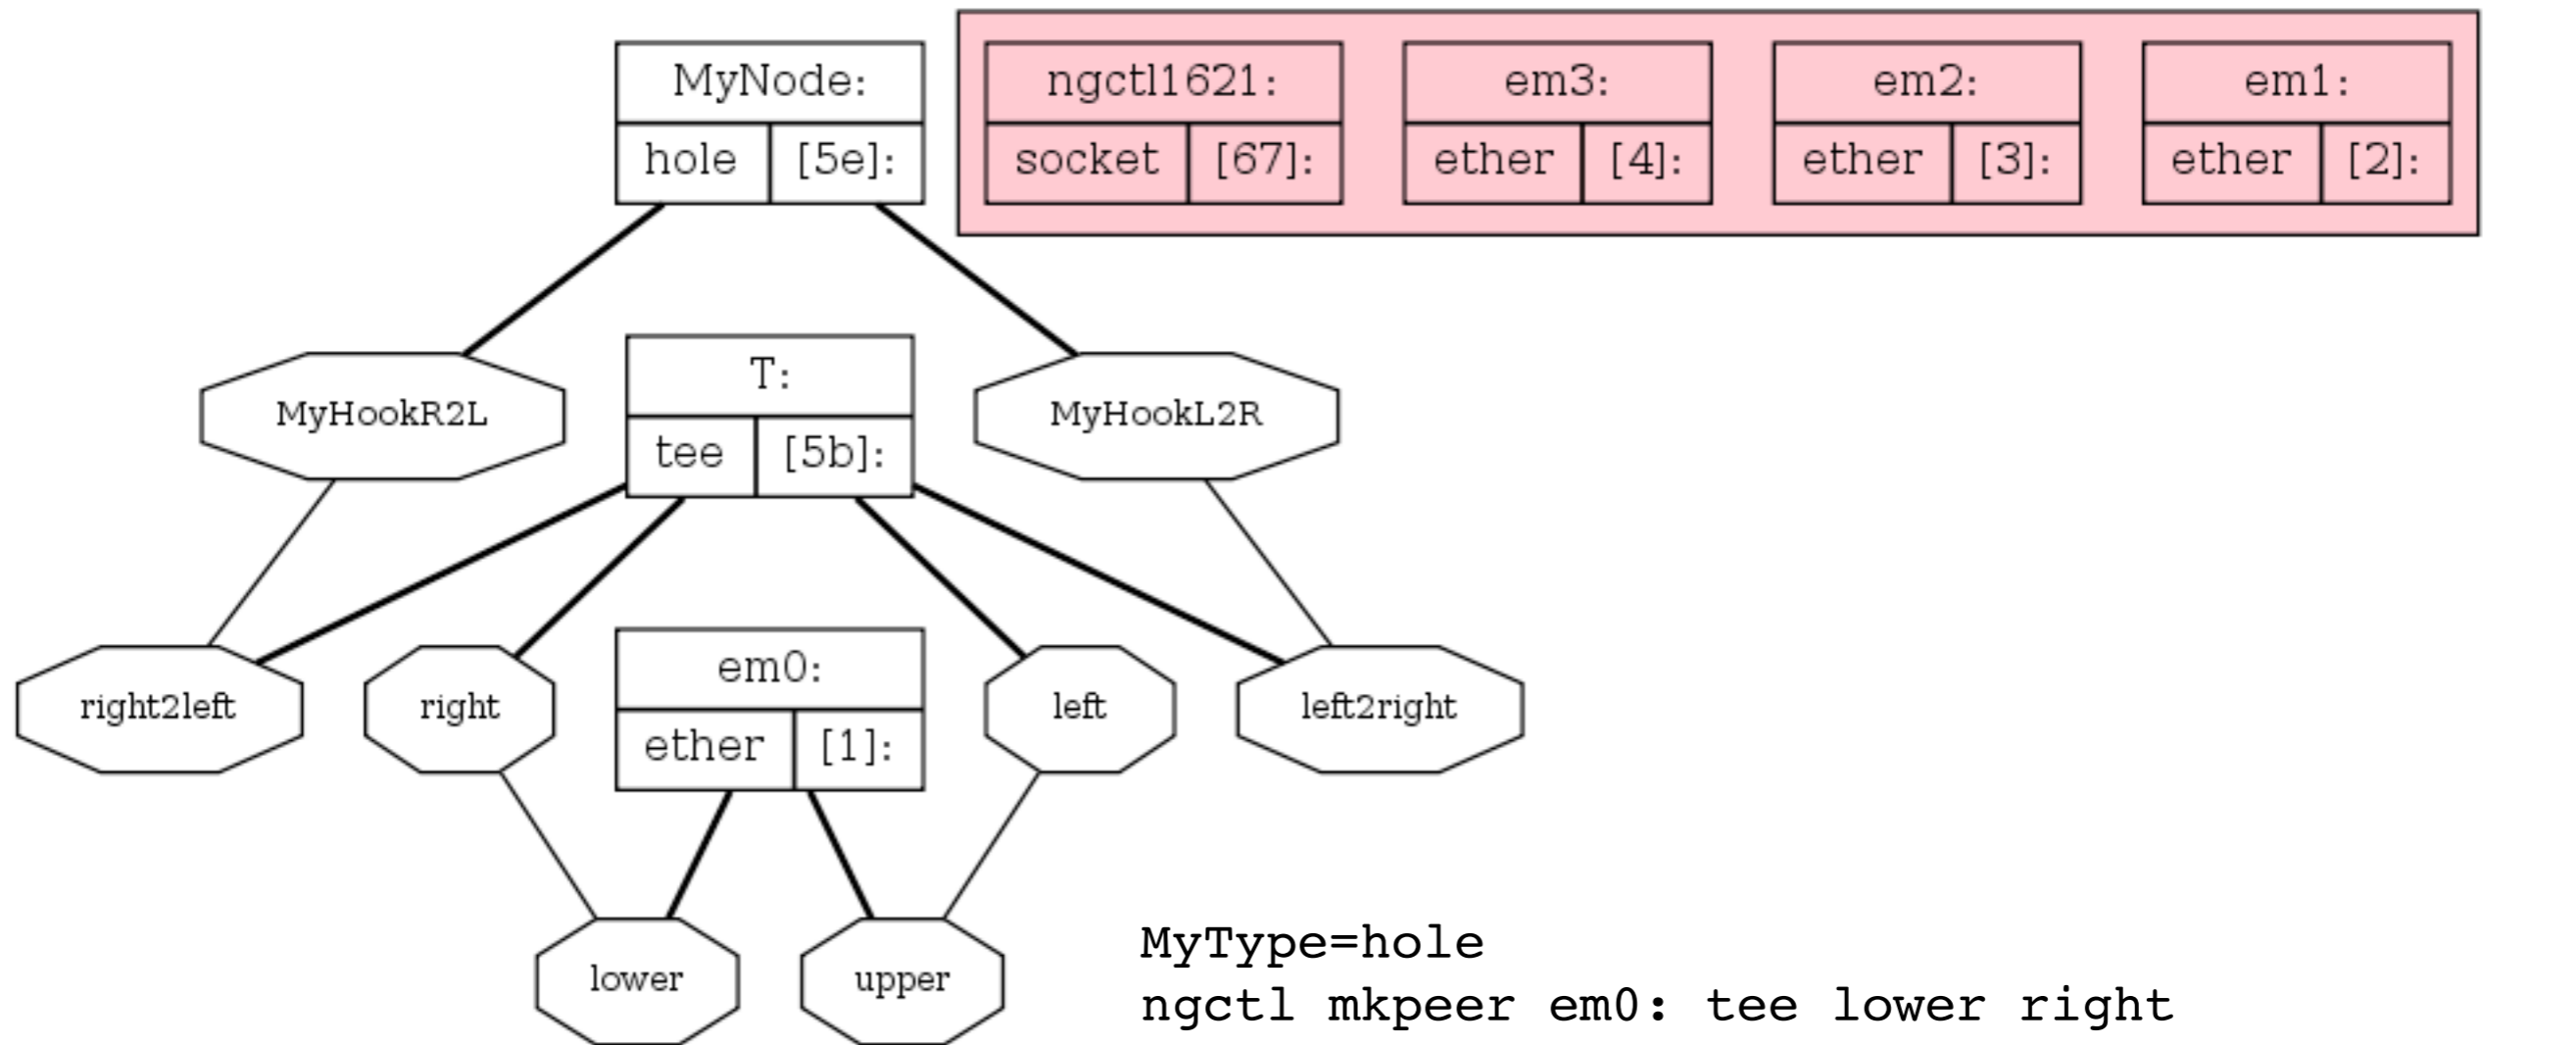 MyNode:
hole [5e]:
ngctl1621:
socket [67]:
em3:
ether [4]:
em2:
ether [3]:
em1:
ether [2]:
MyHookR2L
T:
tee [5b]:
MyHookL2R
right2left
right
em0:
ether [1]:
left
left2right
lower
upper
MyType=hole
ngctl mkpeer em0: tee lower right